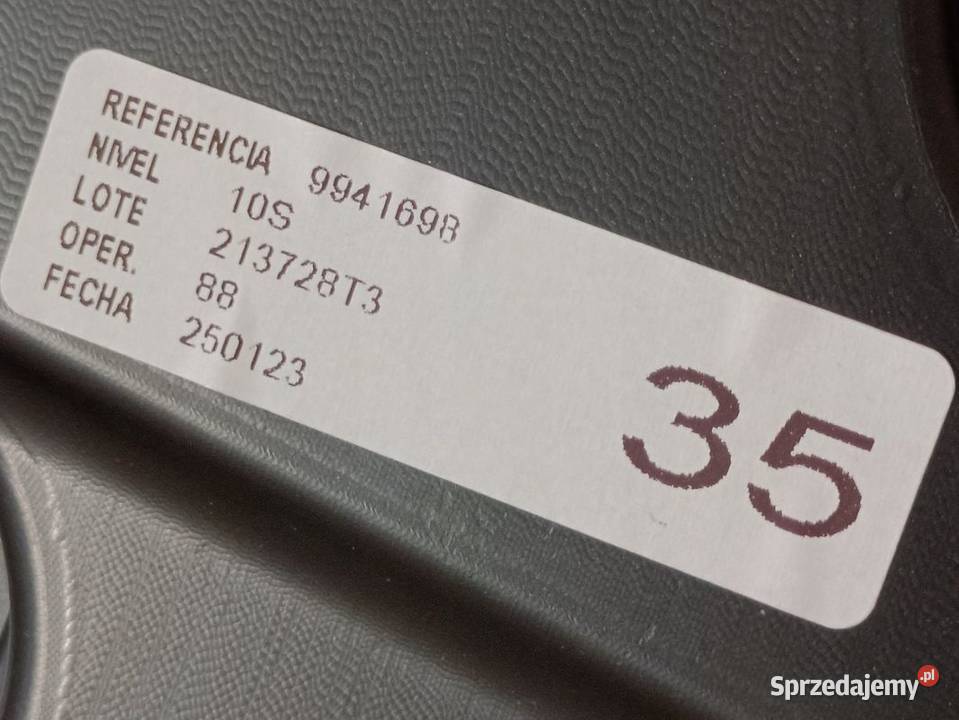 REFERENCIA 9941698
NIVEL 10S
LOTE 213728T3
OPER. 88
FECHA 250123
35
Sprzedajemy.pl